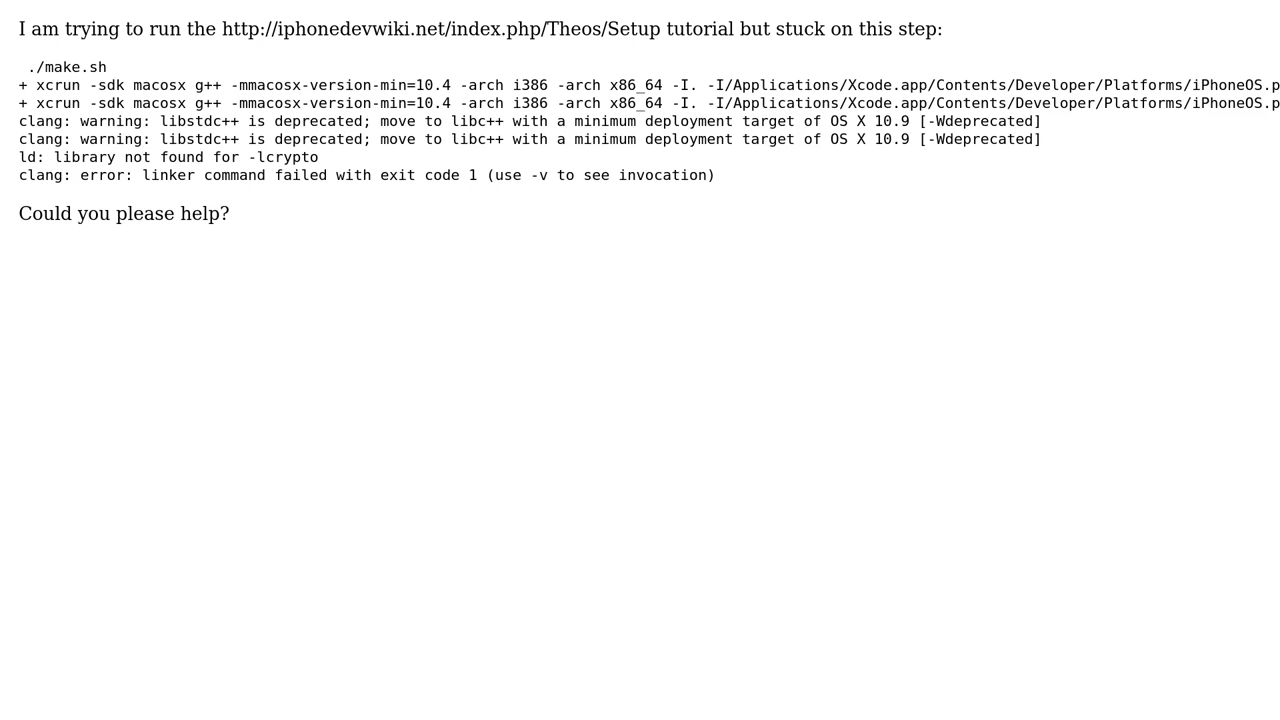 I am trying to run the http://iphonedevwiki.net/index.php/Theos/Setup tutorial but stuck on this step:
./make.sh
+ xcrun -sdk macosx g++ -mmacosx-version-min=10.4 -arch i386 -arch x86_64 -I. -I/Applications/Xcode.app/Contents/Developer/Platforms/iPhoneOS.p
+ xcrun -sdk macosx g++ -mmacosx-version-min=10.4 -arch i386 -arch x86_64 -I. -I/Applications/Xcode.app/Contents/Developer/Platforms/iPhoneOS.p
clang: warning: libstdc++ is deprecated; move to libc++ with a minimum deployment target of OS X 10.9 [-Wdeprecated]
clang: warning: libstdc++ is deprecated; move to libc++ with a minimum deployment target of OS X 10.9 [-Wdeprecated]
ld: library not found for -lcrypto
clang: error: linker command failed with exit code 1 (use -v to see invocation)
Could you please help?